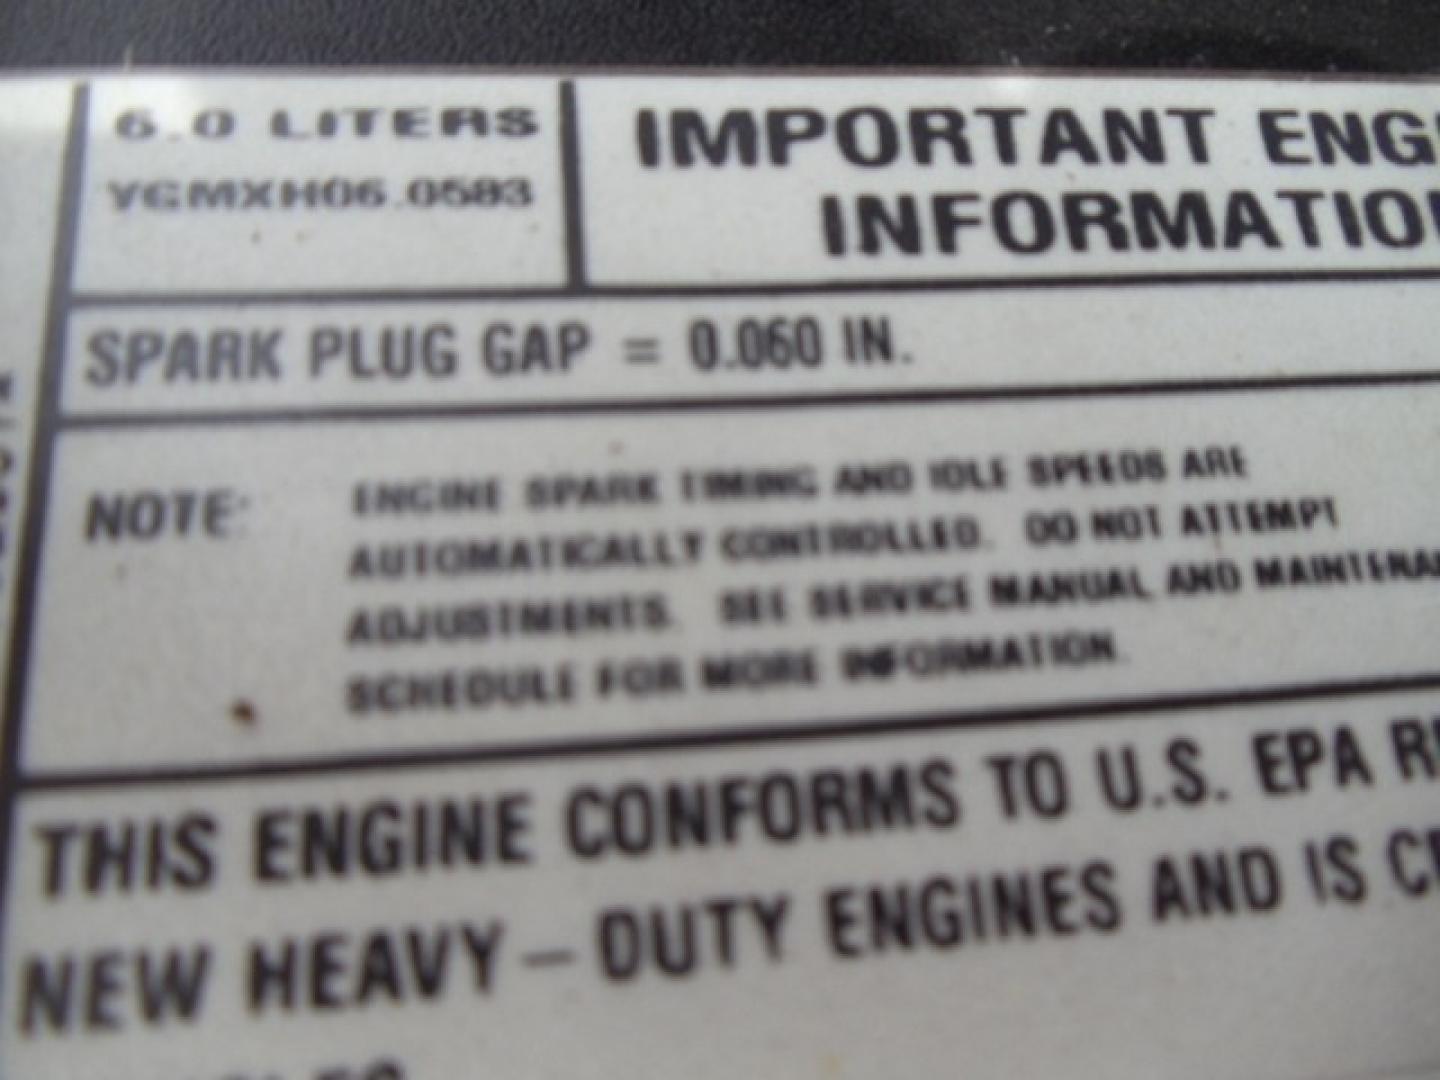 6.0 LITERS
YGMXH06.0583
IMPORTANT ENG
INFORMATIO
SPARK PLUG GAP = 0.060 IN.
NOTE: ENGINE SPARK TIMING AND IDLE SPEEDS ARE
AUTOMATICALLY CONTROLLED. DO NOT ATTEMPT
ADJUSTMENTS. SEE SERVICE MANUAL AND MAINTENA
SCHEDULE FOR MORE INFORMATION.
THIS ENGINE CONFORMS TO U.S. EPA R
NEW HEAVY - DUTY ENGINES AND IS C